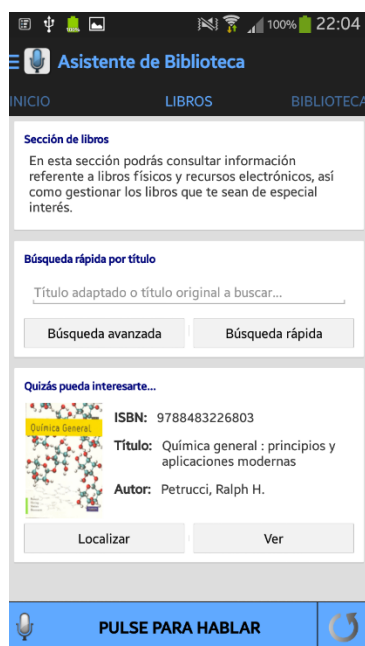 100% 22:04
Asistente de Biblioteca
INICIO LIBROS BIBLIOTECA
Sección de libros
En esta sección podrás consultar información
referente a libros físicos y recursos electrónicos, así
como gestionar los libros que te sean de especial
interés.
Búsqueda rápida por título
Título adaptado o título original a buscar...
Búsqueda avanzada Búsqueda rápida
Quizás pueda interesarte...
Química General
ISBN: 9788483226803
Título: Química general : principios y
aplicaciones modernas
Autor: Petrucci, Ralph H.
Localizar Ver
PULSE PARA HABLAR